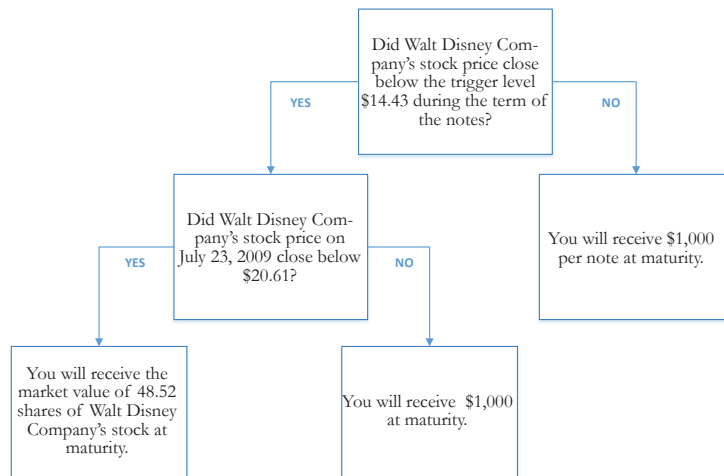 Did Walt Disney Com-
pany's stock price close
below the trigger level
$14.43 during the term of
the notes?
YES
NO
Did Walt Disney Com-
pany's stock price on
July 23, 2009 close below
$20.61?
You will receive $1,000
per note at maturity.
YES
NO
You will receive the
market value of 48.52
shares of Walt Disney
Company's stock at
maturity.
You will receive $1,000
at maturity.